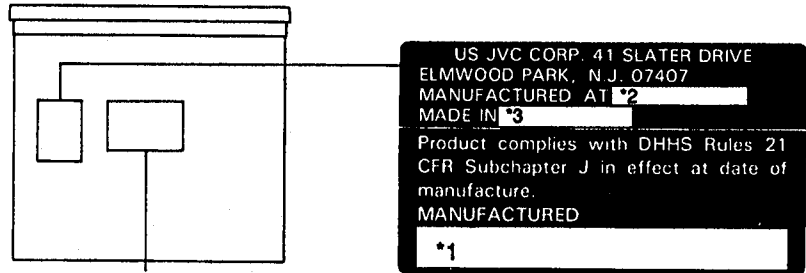 US JVC CORP. 41 SLATER DRIVE
ELMWOOD PARK, N.J. 07407
MANUFACTURED AT *2
MADE IN *3
Product complies with DHHS Rules 21
CFR Subchapter J in effect at date of
manufacture.
MANUFACTURED
*1